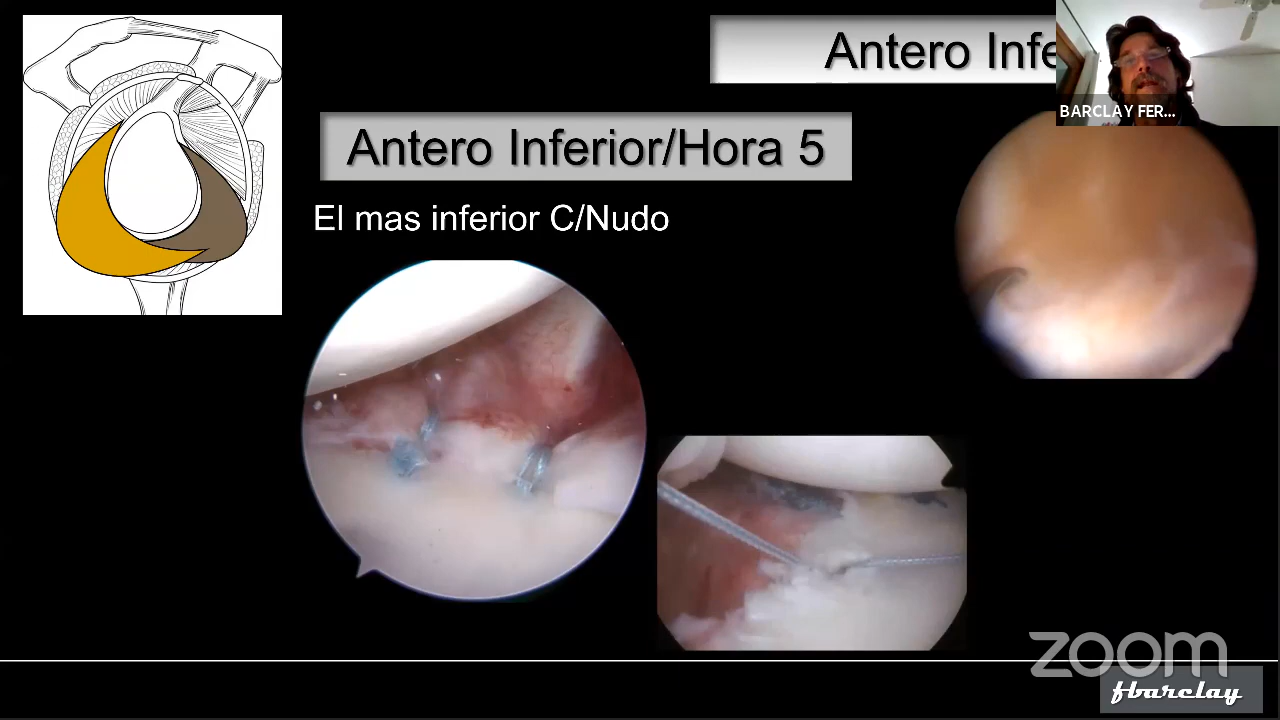 Antero Infe
BARCLAY FER...
Antero Inferior/Hora 5
El mas inferior C/Nudo
zoom
fbarclay